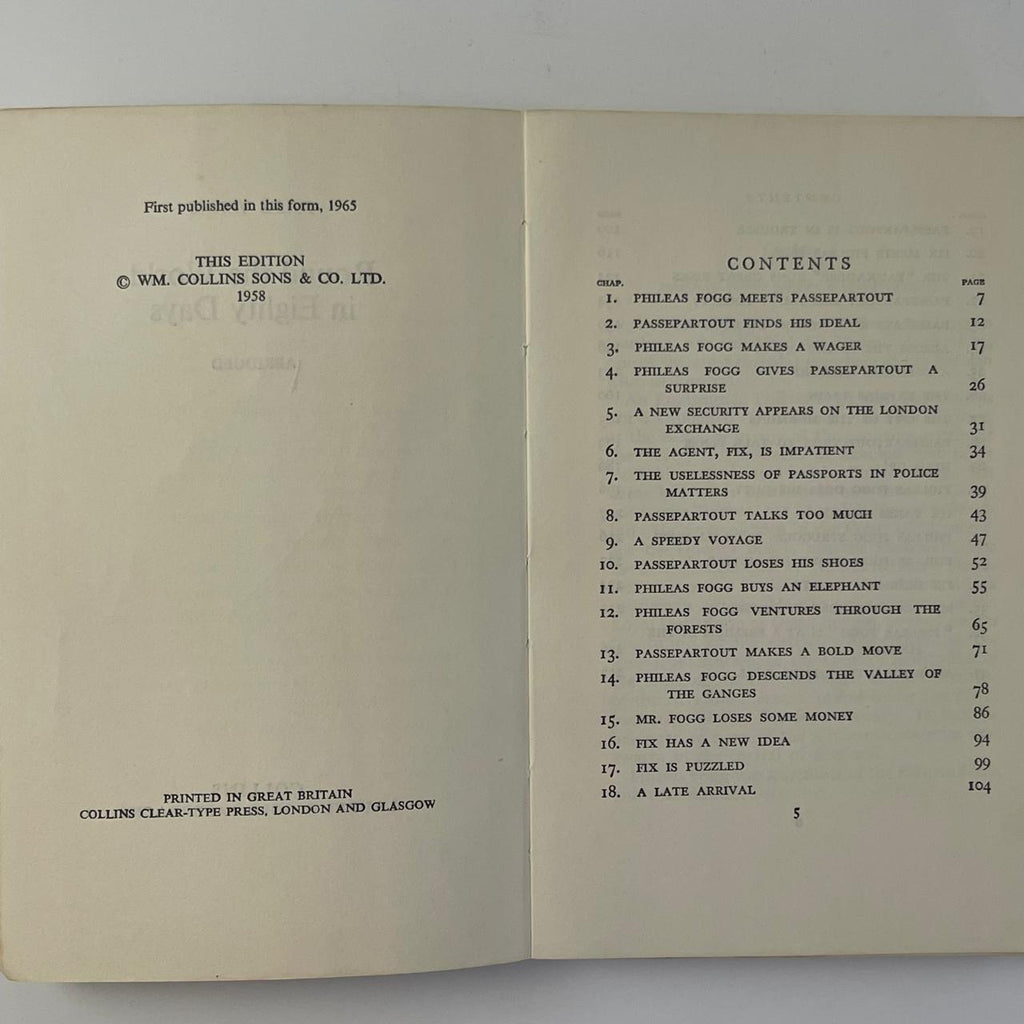 First published in this form, 1965
THIS EDITION
© WM. COLLINS SONS & CO. LTD.
1958
PRINTED IN GREAT BRITAIN
COLLINS CLEAR-TYPE PRESS, LONDON AND GLASGOW
CONTENTS
CHAP. PAGE
1. PHILEAS FOGG MEETS PASSEPARTOUT 7
2. PASSEPARTOUT FINDS HIS IDEAL 12
3. PHILEAS FOGG MAKES A WAGER 17
4. PHILEAS FOGG GIVES PASSEPARTOUT A
SURPRISE 26
5. A NEW SECURITY APPEARS ON THE LONDON
EXCHANGE 31
6. THE AGENT, FIX, IS IMPATIENT 34
7. THE USELESSNESS OF PASSPORTS IN POLICE
MATTERS 39
8. PASSEPARTOUT TALKS TOO MUCH 43
9. A SPEEDY VOYAGE 47
10. PASSEPARTOUT LOSES HIS SHOES 52
11. PHILEAS FOGG BUYS AN ELEPHANT 55
12. PHILEAS FOGG VENTURES THROUGH THE
FORESTS 65
13. PASSEPARTOUT MAKES A BOLD MOVE 71
14. PHILEAS FOGG DESCENDS THE VALLEY OF
THE GANGES 78
15. MR. FOGG LOSES SOME MONEY 86
16. FIX HAS A NEW IDEA 94
17. FIX IS PUZZLED 99
18. A LATE ARRIVAL 104
5